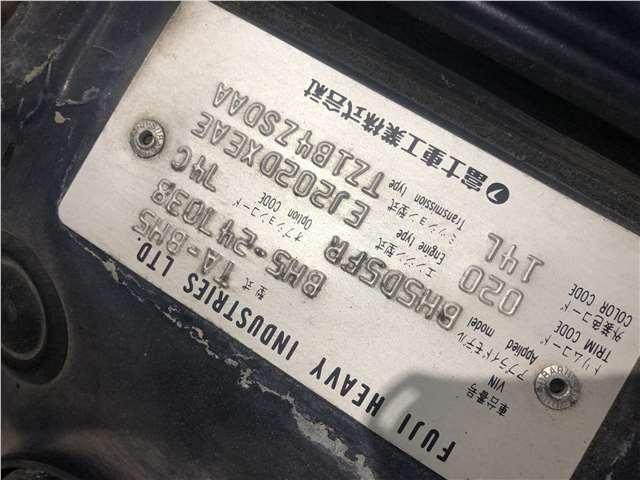 FUJI HEAVY INDUSTRIES LTD.
型式 TA-BH5
車台番号 VIN BH5-247038
アプライドモデル Applied model BH5D5FR オプションコード Option CODE 74C
トリムコード TRIM CODE 020 エンジン型式 Engine type EJ202DXEAE
外装色コード COLOR CODE 14L ミッション型式 Transmission type TZ1B4ZSDAA
富士重工業株式会社